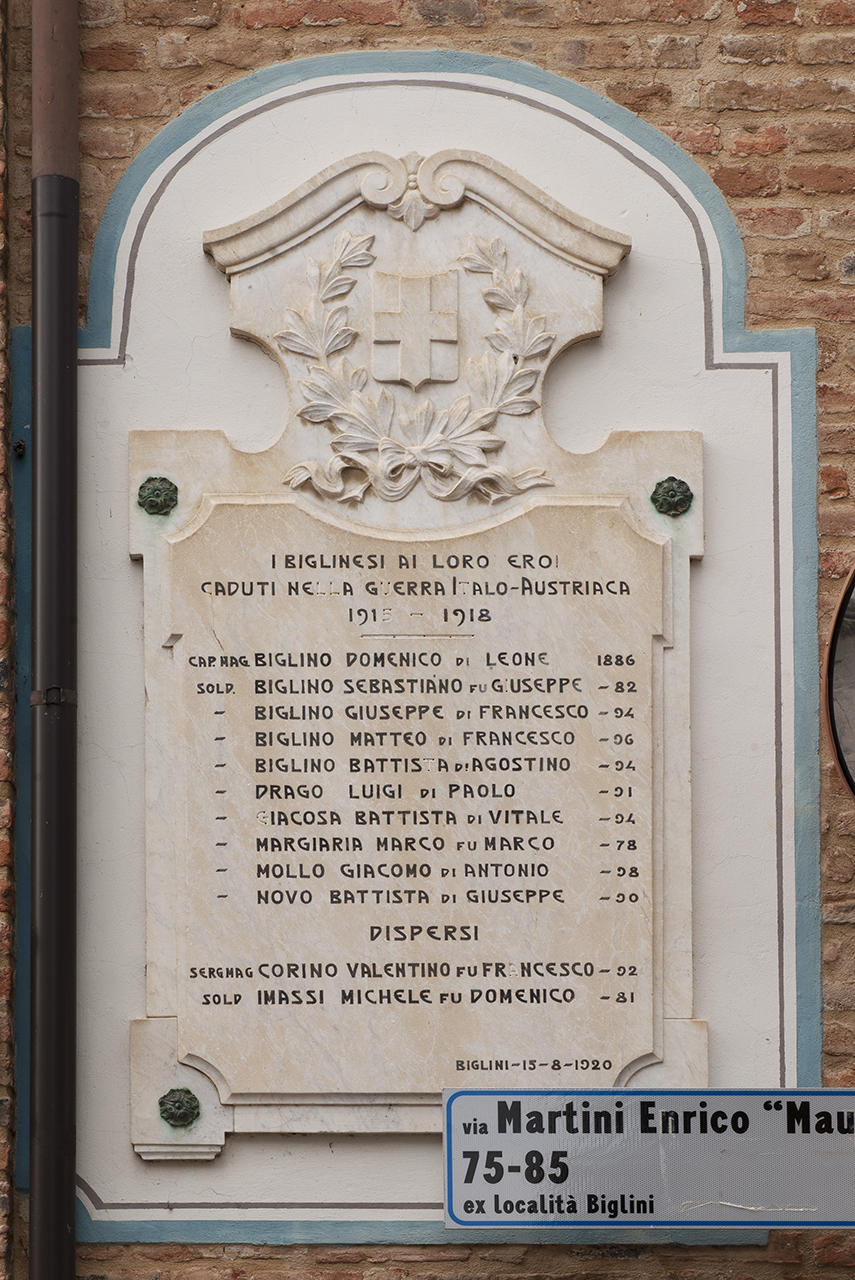 I BIGLINESI AI LORO EROI
CADUTI NELLA GUERRA ITALO-AUSTRIACA
1915 - 1918
CAP. MAG. BIGLINO DOMENICO DI LEONE 1886
SOLD. BIGLINO SEBASTIANO FU GIUSEPPE - 82
- BIGLINO GIUSEPPE DI FRANCESCO - 94
- BIGLINO MATTEO DI FRANCESCO - 96
- BIGLINO BATTISTA DI AGOSTINO - 94
- DRAGO LUIGI DI PAOLO - 91
- GIACOSA BATTISTA DI VITALE - 94
- MARGIARIA MARCO FU MARCO - 78
- MOLLO GIACOMO DI ANTONIO - 98
- NOVO BATTISTA DI GIUSEPPE - 90
DISPERSI
SERG MAG CORINO VALENTINO FU FRANCESCO - 92
SOLD IMASSI MICHELE FU DOMENICO - 81
BIGLINI-15-8-1920
via Martini Enrico “Mau
75-85
ex località Biglini